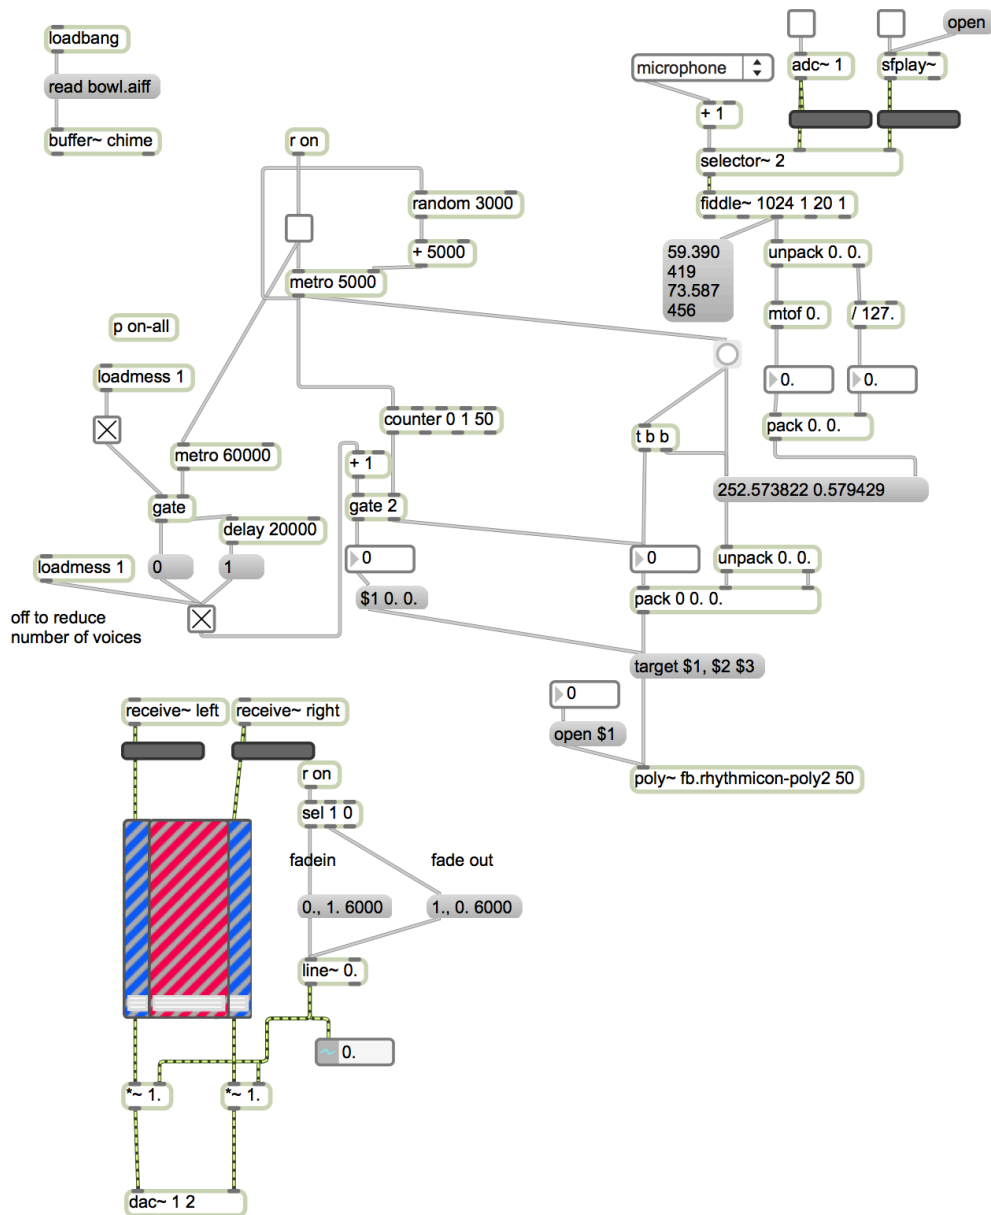 loadbang
read bowl.aiff
buffer~ chime
open
adc~ 1
sfplay~
microphone
+ 1
selector~ 2
fiddle~ 1024 1 20 1
r on
random 3000
+ 5000
metro 5000
59.390
419
73.587
456
unpack 0. 0.
mtof 0.
/ 127.
0.
0.
pack 0. 0.
p on-all
loadmess 1
counter 0 1 50
metro 60000
+ 1
t b b
gate
gate 2
252.573822 0.579429
delay 20000
loadmess 1
0
1
0
0
unpack 0. 0.
$1 0. 0.
pack 0 0. 0.
off to reduce
number of voices
target $1, $2 $3
0
open $1
poly~ fb.rhythmicon-poly2 50
receive~ left
receive~ right
r on
sel 1 0
fadein
fade out
0., 1. 6000
1., 0. 6000
line~ 0.
~ 0.
*~ 1.
*~ 1.
dac~ 1 2